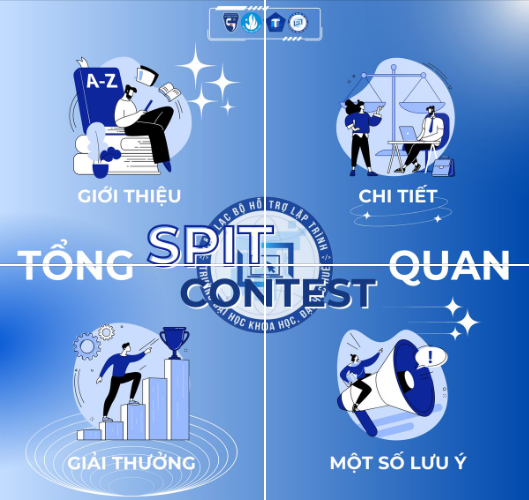 A-Z
GIỚI THIỆU
CHI TIẾT
CÂU LẠC BỘ HỖ TRỢ LẬP TRÌNH
TỔNG
SPIT
QUAN
CONTEST
TRƯỜNG ĐẠI HỌC KHOA HỌC, ĐẠI HỌC HUẾ
!
GIẢI THƯỞNG
MỘT SỐ LƯU Ý